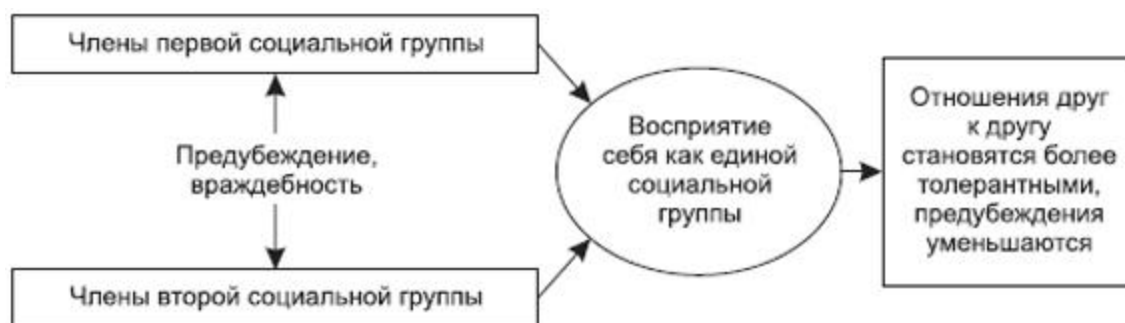 Члены первой социальной группы
Предубеждение,
враждебность
Члены второй социальной группы
Восприятие
себя как единой
социальной
группы
Отношения друг
к другу
становятся более
толерантными,
предубеждения
уменьшаются